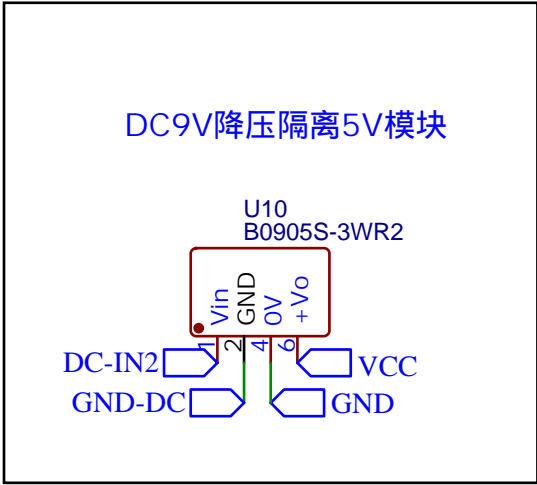 DC9V降压隔离5V模块
U10
B0905S-3WR2
Vin
GND
0V
+Vo
1
2
4
6
DC-IN2
VCC
GND-DC
GND